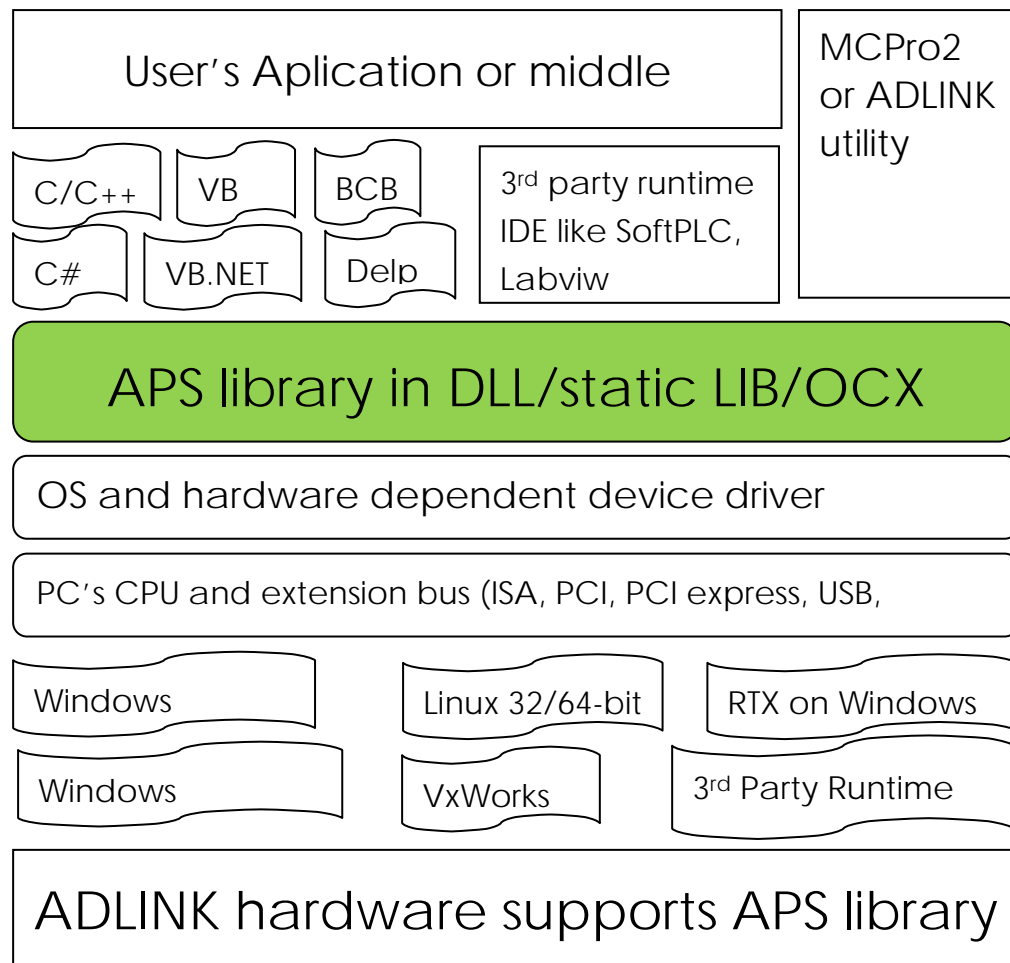 User's Aplication or middle
MCPro2
or ADLINK
utility
C/C++
VB
BCB
C#
VB.NET
Delp
3rd party runtime
IDE like SoftPLC,
Labviw
APS library in DLL/static LIB/OCX
OS and hardware dependent device driver
PC's CPU and extension bus (ISA, PCI, PCI express, USB,
Windows
Linux 32/64-bit
RTX on Windows
Windows
VxWorks
3rd Party Runtime
ADLINK hardware supports APS library